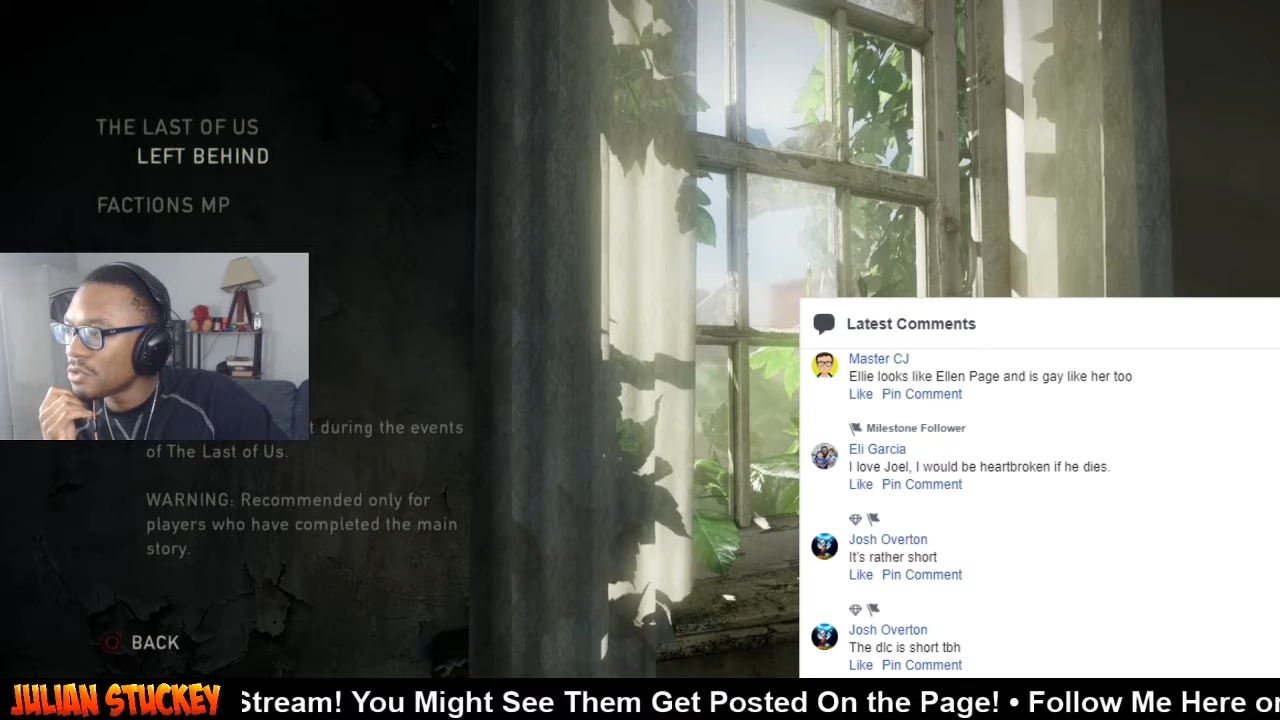 THE LAST OF US
LEFT BEHIND
FACTIONS MP
t during the events
of The Last of Us.
WARNING: Recommended only for
players who have completed the main
story.
BACK
Latest Comments
Master CJ
Ellie looks like Ellen Page and is gay like her too
Like Pin Comment
Milestone Follower
Eli Garcia
I love Joel, I would be heartbroken if he dies.
Like Pin Comment
Josh Overton
It's rather short
Like Pin Comment
Josh Overton
The dlc is short tbh
Like Pin Comment
JULIAN STUCKEY
Stream! You Might See Them Get Posted On the Page! • Follow Me Here or